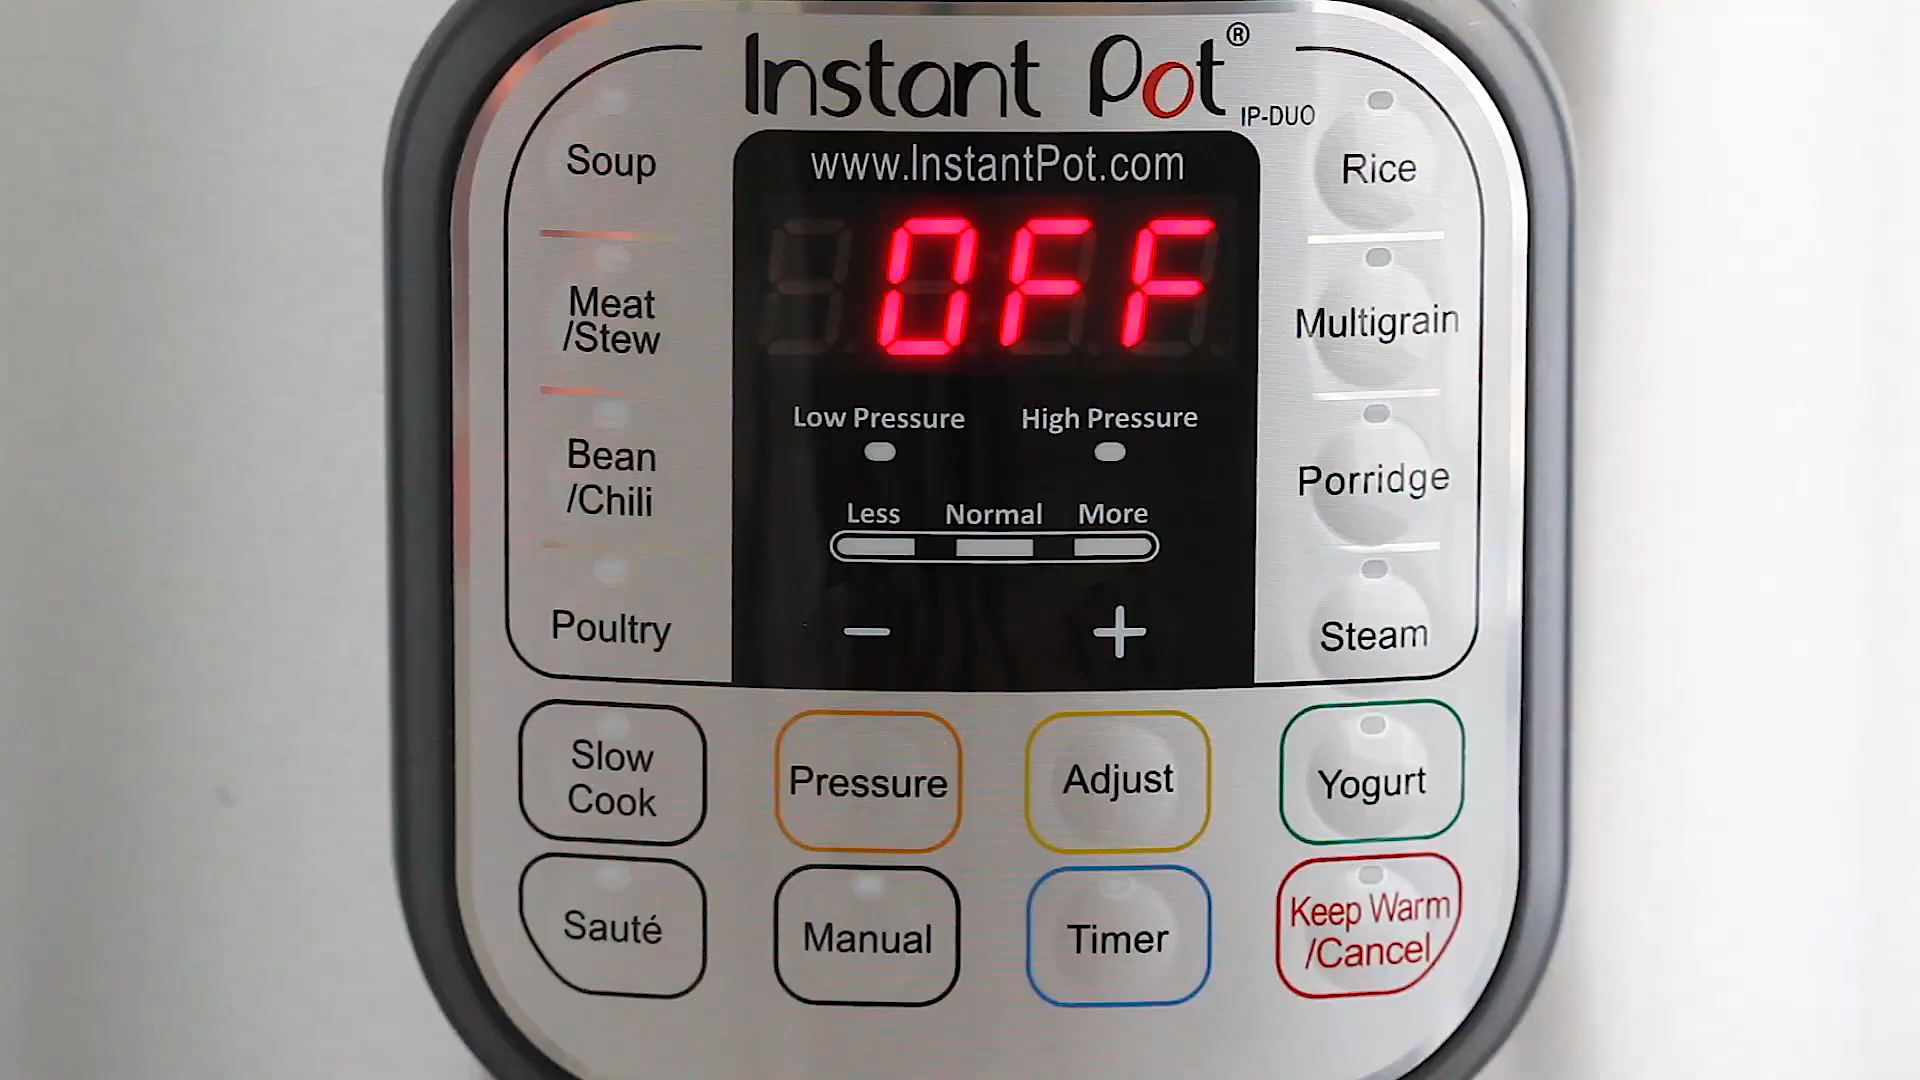 Instant Pot®
IP-DUO
www.InstantPot.com
OFF
Soup
Meat
/Stew
Bean
/Chili
Poultry
Low Pressure
High Pressure
Less
Normal
More
−
+
Rice
Multigrain
Porridge
Steam
Slow
Cook
Pressure
Adjust
Yogurt
Sauté
Manual
Timer
Keep Warm
/Cancel